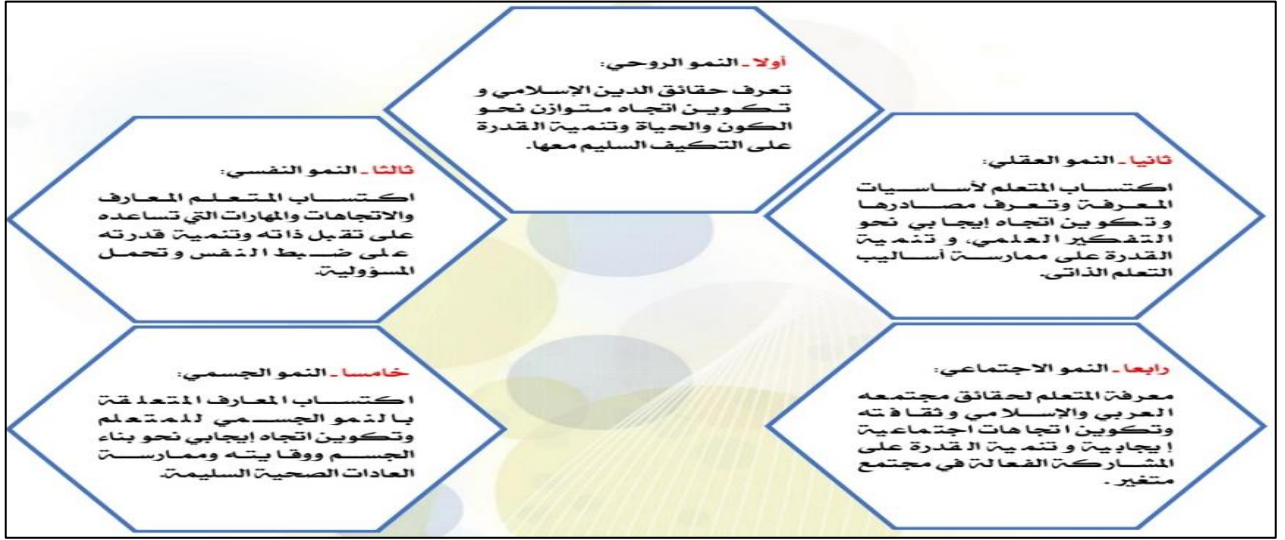 أولا ـ النمو الروحي:
تعرف حقائق الدين الإسلامي و
تكوين اتجاه متوازن نحو
الكون والحياة وتنمية القدرة
على التكيف السليم معها.
ثانيا ـ النمو العقلي:
اكتساب المتعلم لأساسيات
المعرفة وتعرف مصادرها
وتكوين اتجاه إيجابي نحو
التفكير العلمي، و تنمية
القدرة على ممارسة أساليب
التعلم الذاتى.
ثالثا ـ النمو النفسي:
اكتساب المتعلم المعارف
والاتجاهات والمهارات التي تساعده
على تقبل ذاته وتنمية قدرته
على ضبط النفس و تحمل
المسؤولية.
رابعا ـ النمو الاجتماعي:
معرفة المتعلم لحقائق مجتمعه
العربي والإسلامي و ثقافته
وتكوين اتجاهات اجتماعية
إيجابية و تنمية القدرة على
المشاركة الفعالة في مجتمع
متغير .
خامسا ـ النمو الجسمي:
اكتساب المعارف المتعلقة
بالنمو الجسمي للمتعلم
وتكوين اتجاه إيجابي نحو بناء
الجسم ووقايته وممارسة
العادات الصحية السليمة.